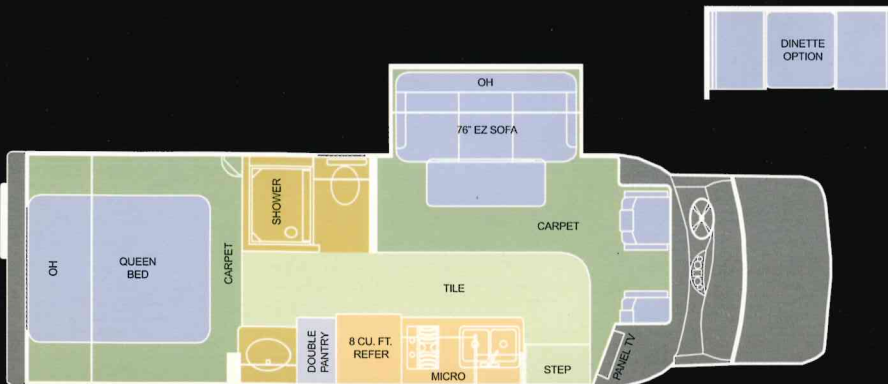 DINETTE
OPTION
OH
76" EZ SOFA
SHOWER
CARPET
OH
QUEEN
BED
CARPET
TILE
DOUBLE
PANTRY
8 CU. FT.
REFER
MICRO
STEP
PANEL TV